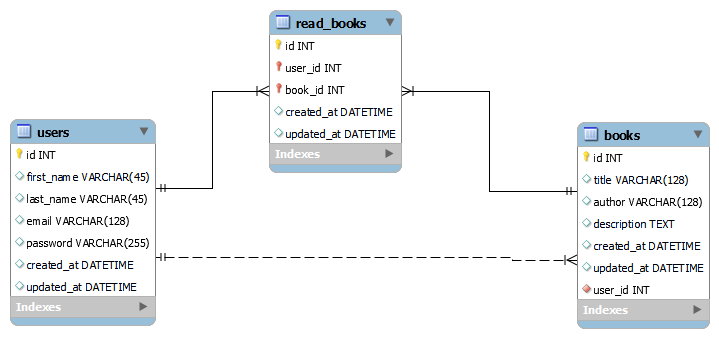 read_books
id INT
user_id INT
book_id INT
created_at DATETIME
updated_at DATETIME
Indexes
users
id INT
first_name VARCHAR(45)
last_name VARCHAR(45)
email VARCHAR(128)
password VARCHAR(255)
created_at DATETIME
updated_at DATETIME
Indexes
books
id INT
title VARCHAR(128)
author VARCHAR(128)
description TEXT
created_at DATETIME
updated_at DATETIME
user_id INT
Indexes